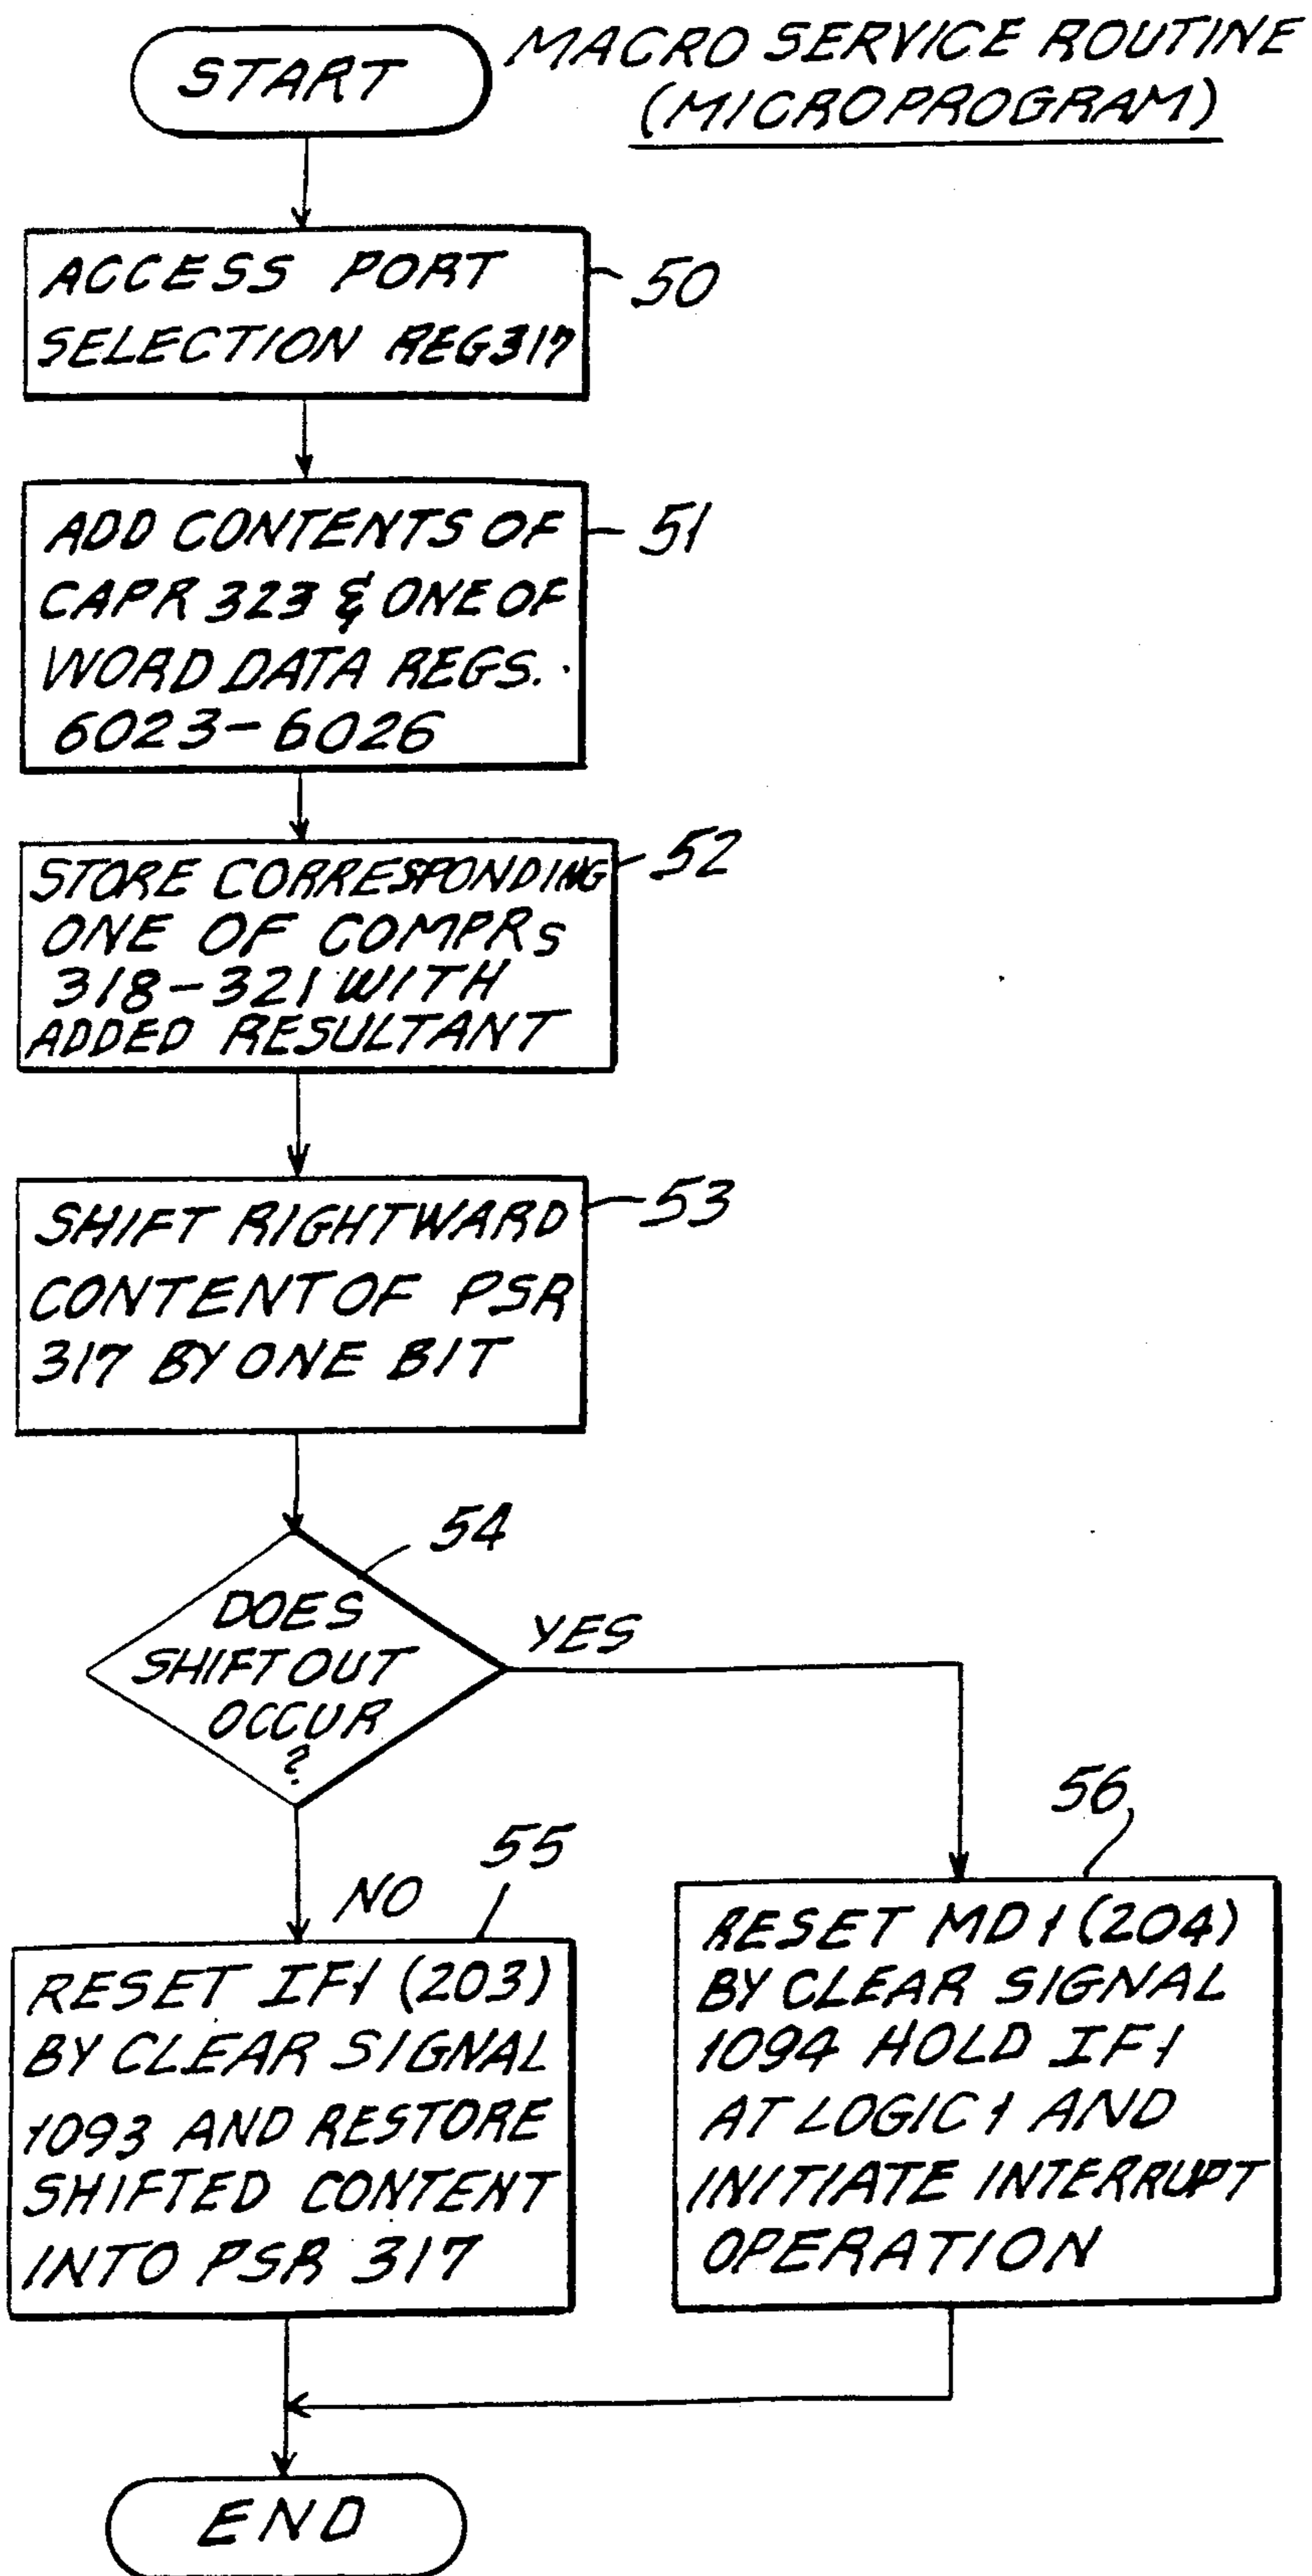 START
MACRO SERVICE ROUTINE
(MICROPROGRAM)
ACCESS PORT
SELECTION REG317
50
ADD CONTENTS OF
CAPR 323 & ONE OF
WORD DATA REGS.
6023-6026
51
STORE CORRESPONDING
ONE OF COMPRs
318-321 WITH
ADDED RESULTANT
52
SHIFT RIGHTWARD
CONTENT OF PSR
317 BY ONE BIT
53
54
DOES
SHIFT OUT
OCCUR
?
YES
NO
55
RESET IF1 (203)
BY CLEAR SIGNAL
1093 AND RESTORE
SHIFTED CONTENT
INTO PSR 317
56
RESET MD1 (204)
BY CLEAR SIGNAL
1094 HOLD IF1
AT LOGIC 1 AND
INITIATE INTERRUPT
OPERATION
END